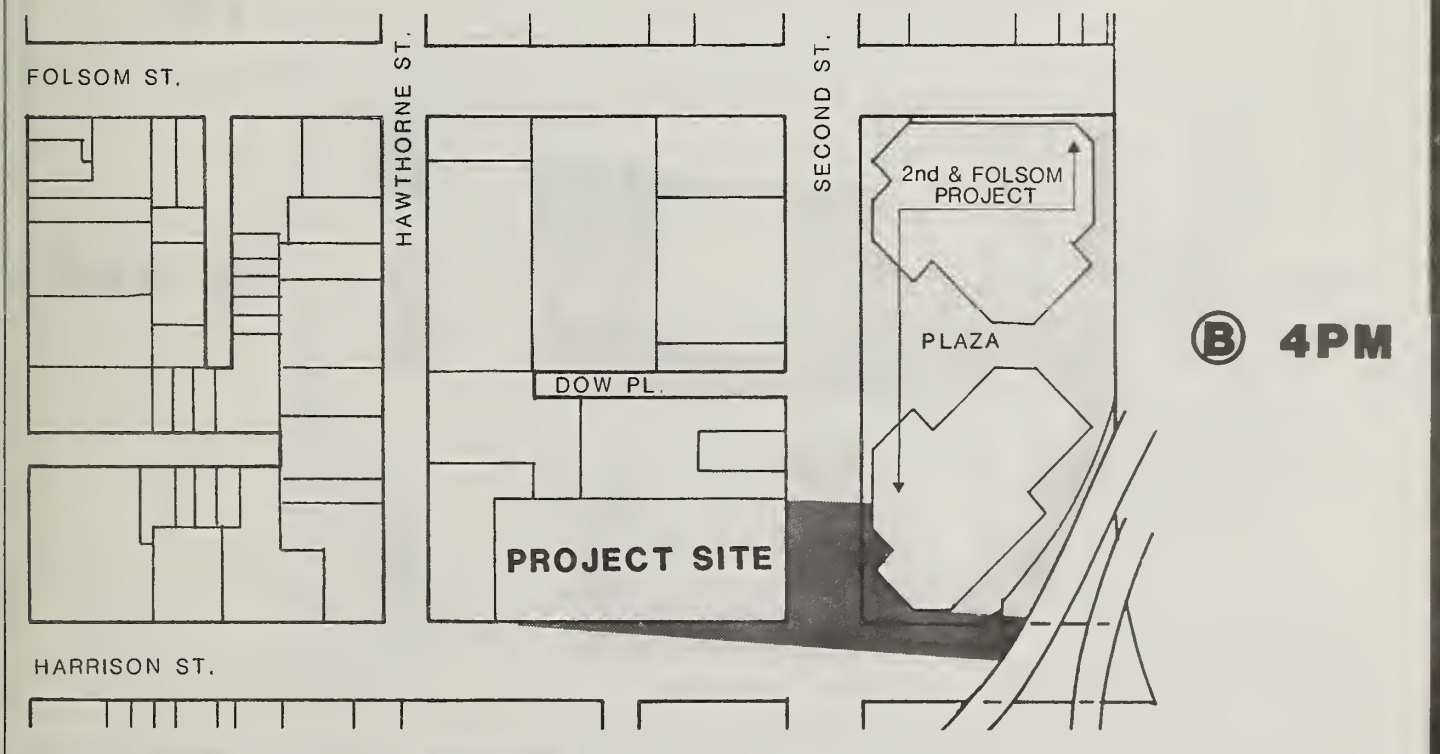 FOLSOM ST.
HAWTHORNE ST.
SECOND ST.
2nd & FOLSOM
PROJECT
PLAZA
Ⓑ 4PM
DOW PL.
PROJECT SITE
HARRISON ST.